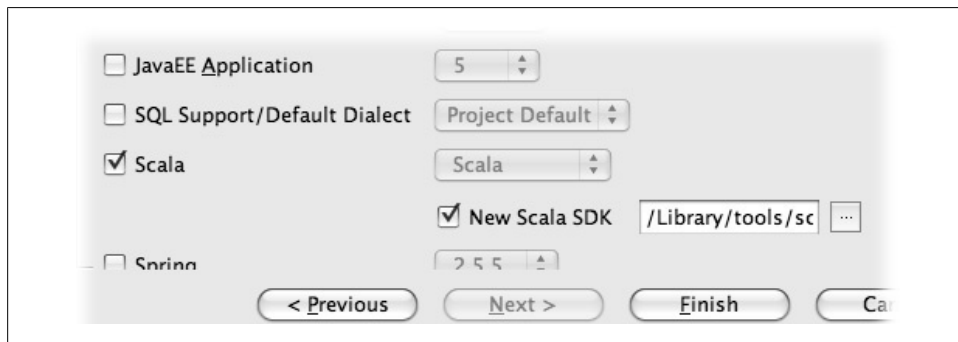 JavaEE Application 5
SQL Support/Default Dialect Project Default
Scala Scala
New Scala SDK /Library/tools/sc ...
Spring 2.5.5
< Previous Next > Finish Car